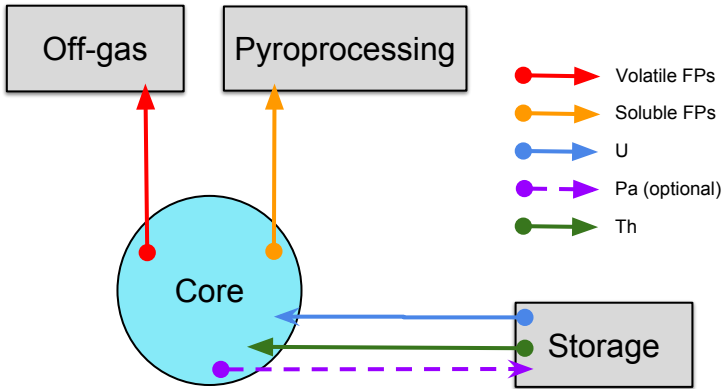 Off-gas
Pyroprocessing
Volatile FPs
Soluble FPs
U
Pa (optional)
Th
Core
Storage